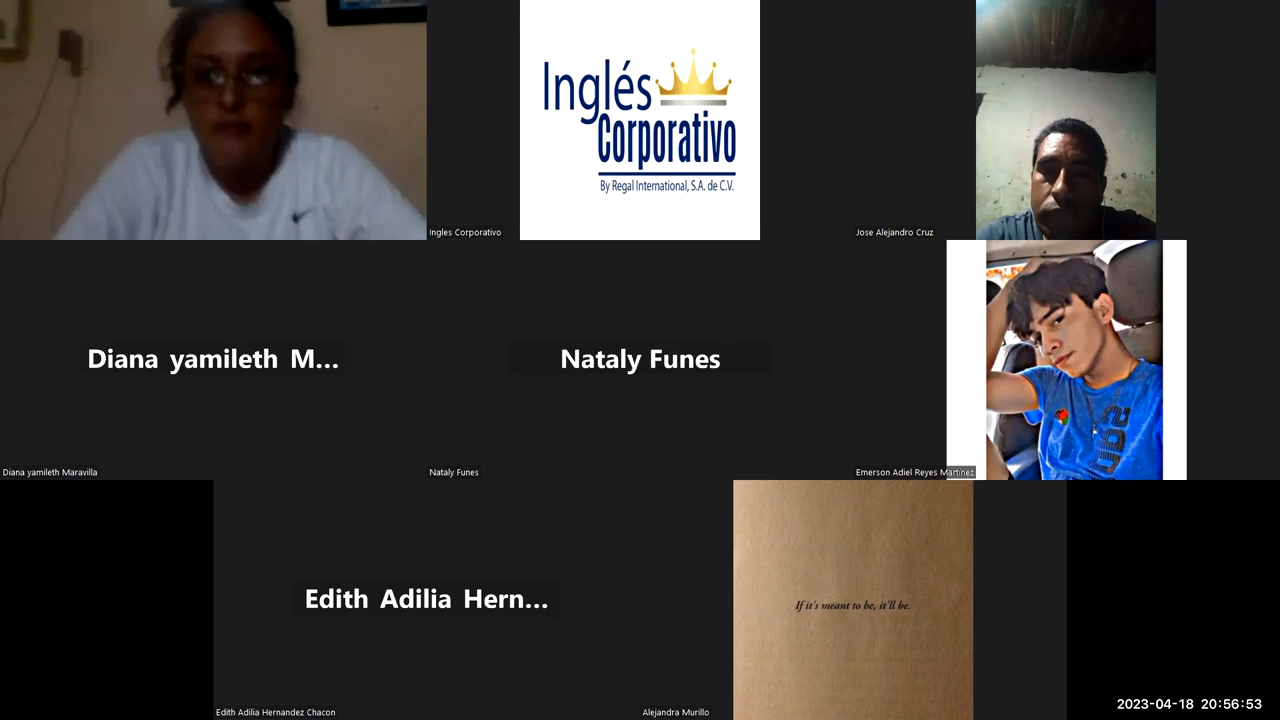 Inglés
Corporativo
By Regal International, S.A. de C.V.
Ingles Corporativo
Jose Alejandro Cruz
Diana yamileth M...
Nataly Funes
Diana yamileth Maravilla
Nataly Funes
Emerson Adiel Reyes Martinez
Edith Adilia Hern...
If it's meant to be, it'll be.
Edith Adilia Hernandez Chacon
Alejandra Murillo
2023-04-18 20:56:53